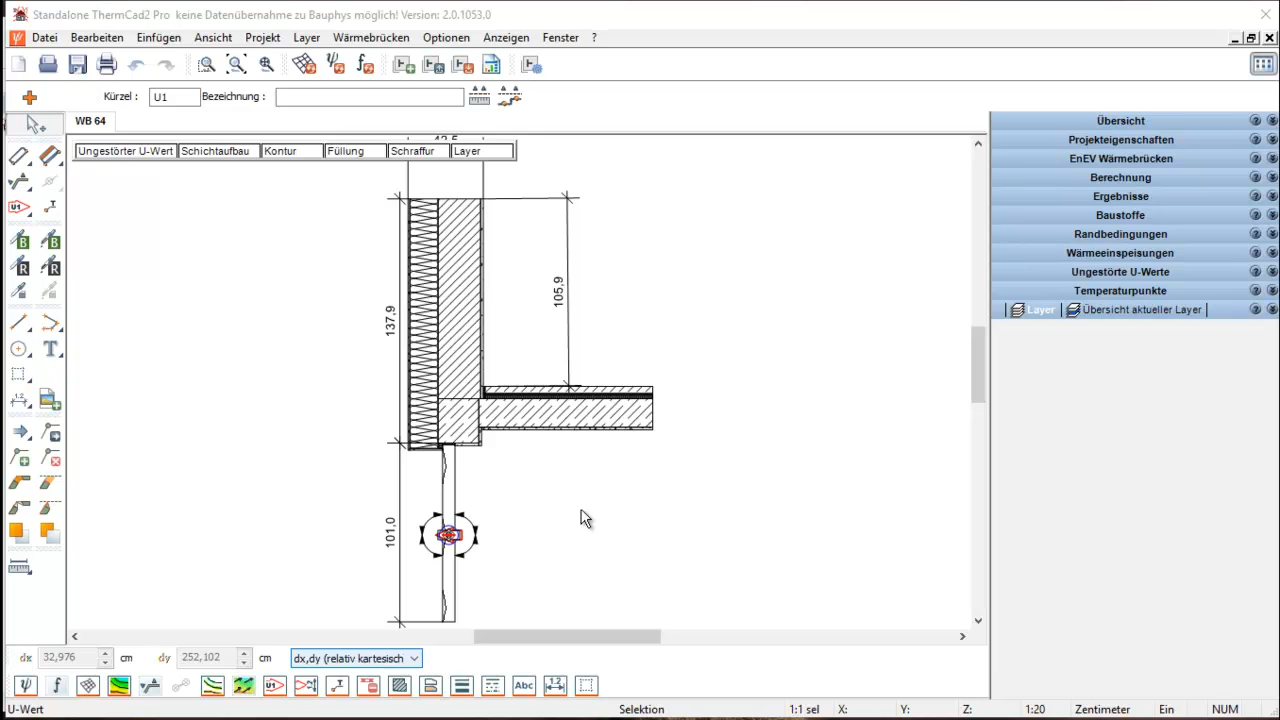 Standalone ThermCad2 Pro keine Datenübernahme zu Bauphys möglich! Version: 2.0.1053.0
Datei Bearbeiten Einfügen Ansicht Projekt Layer Wärmebrücken Optionen Anzeigen Fenster ?
Kürzel : U1 Bezeichnung :
WB 64
Ungestörter U-Wert Schichtaufbau Kontur Füllung Schraffur Layer
137,9
105,9
101,0
Übersicht
Projekteigenschaften
EnEV Wärmebrücken
Berechnung
Ergebnisse
Baustoffe
Randbedingungen
Wärmeeinspeisungen
Ungestörte U-Werte
Temperaturpunkte
Layer Übersicht aktueller Layer
dx 32,976 cm dy 252,102 cm dx,dy (relativ kartesisch
U1 Abc 1.2
U-Wert Selektion 1:1 sel X: Y: Z: 1:20 Zentimeter Ein NUM